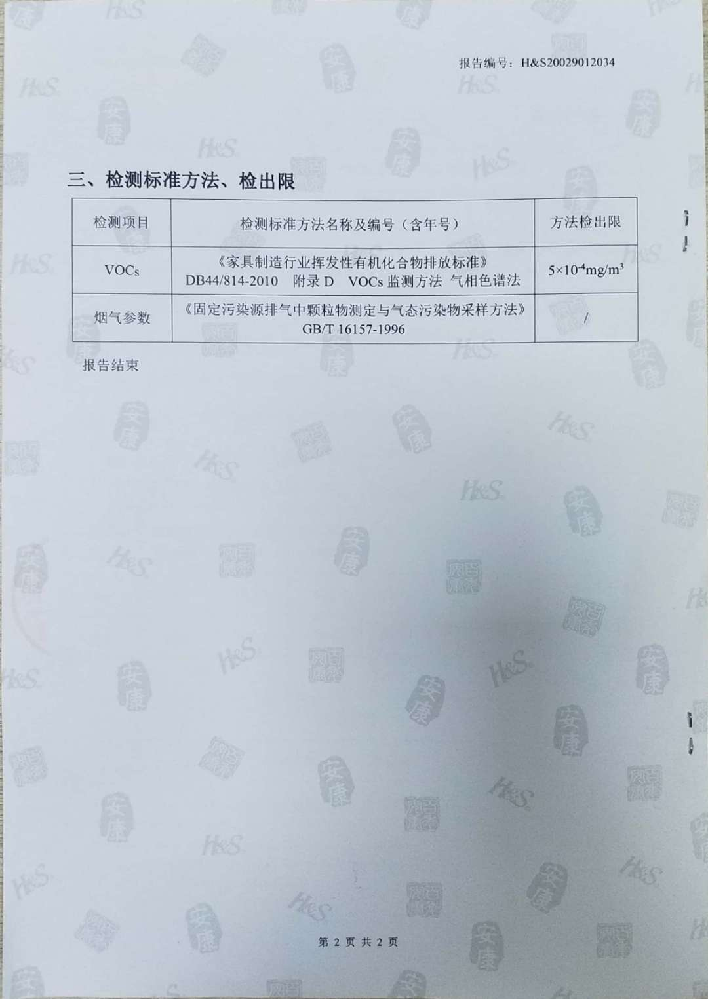 报告编号：H&S20029012034
三、检测标准方法、检出限
检测项目 检测标准方法名称及编号（含年号） 方法检出限
VOCs 《家具制造行业挥发性有机化合物排放标准》 5×10⁻⁴mg/m³
DB44/814-2010 附录 D VOCs 监测方法 气相色谱法
烟气参数 《固定污染源排气中颗粒物测定与气态污染物采样方法》 /
GB/T 16157-1996
报告结束
第 2 页 共 2 页